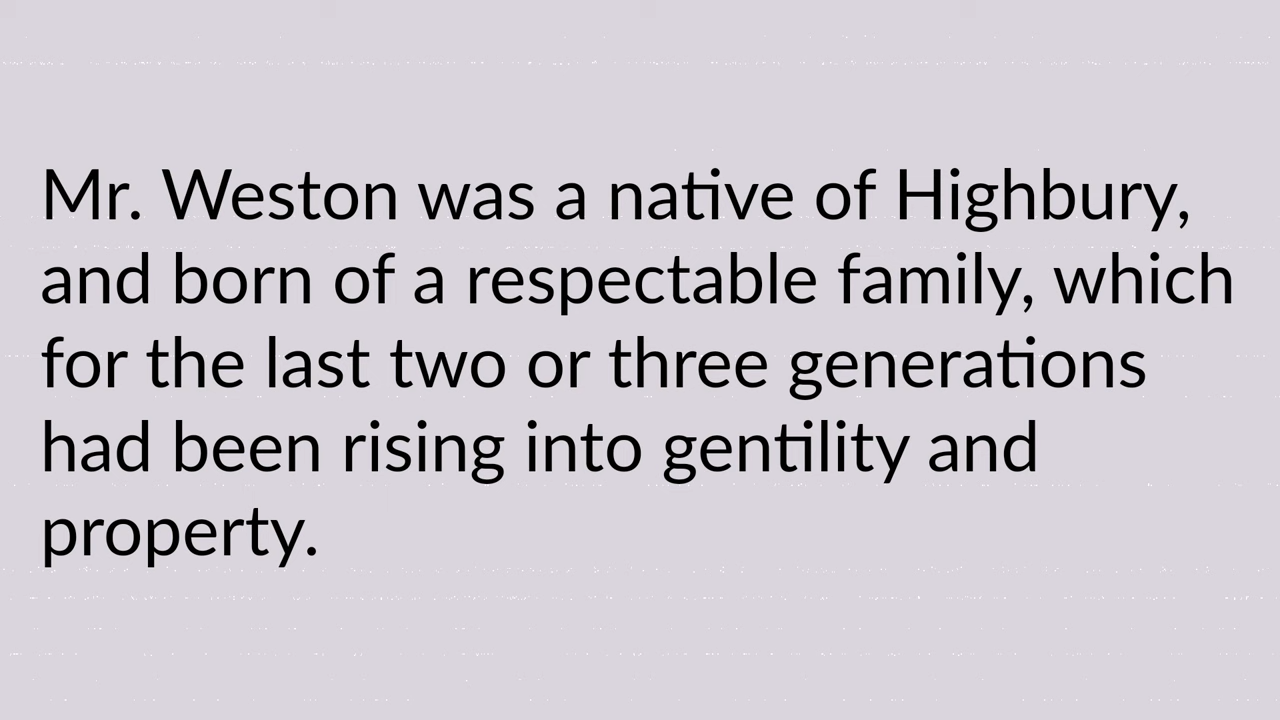 Mr. Weston was a native of Highbury,
and born of a respectable family, which
for the last two or three generations
had been rising into gentility and
property.